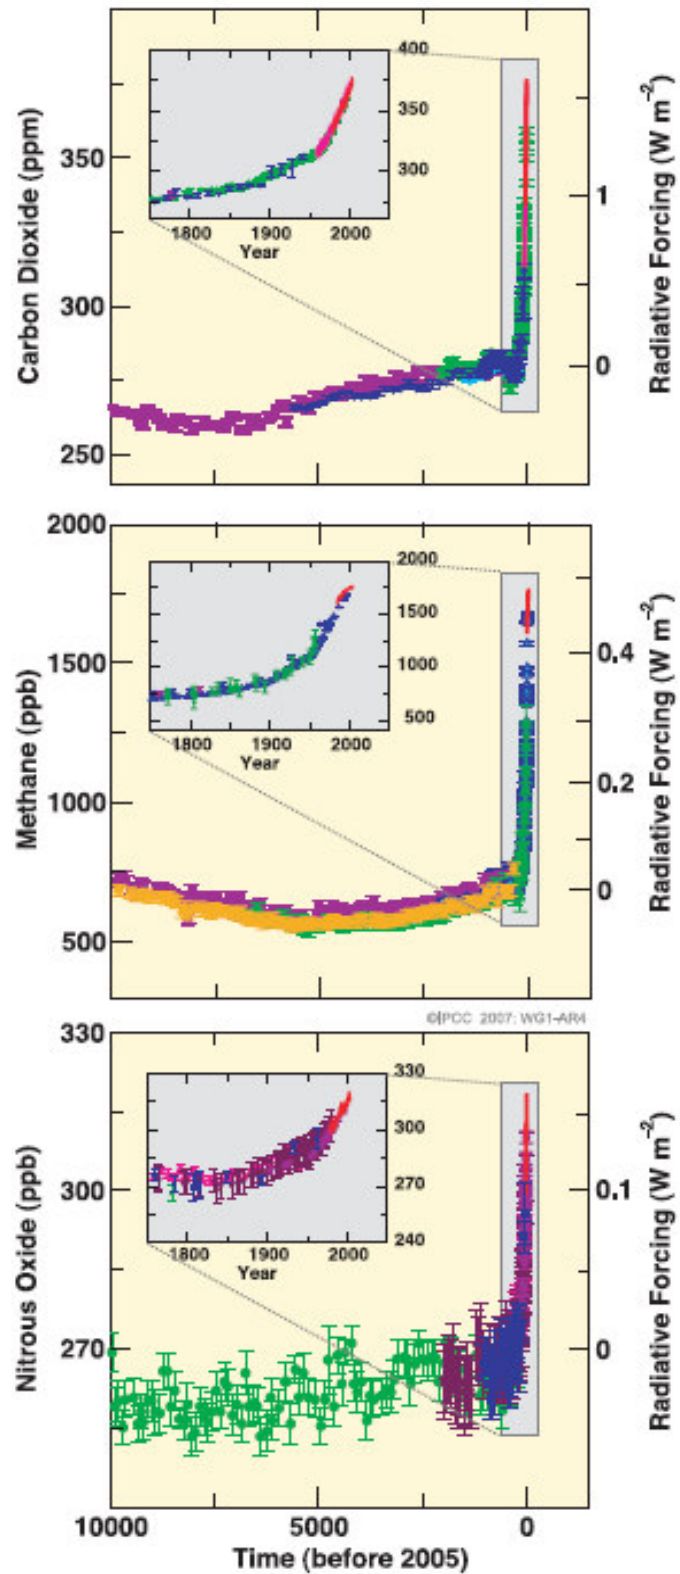 400
350
300
1800 1900 2000
Year
350
300
250
Carbon Dioxide (ppm)
1
0
Radiative Forcing (W m⁻²)
2000
1500
1000
500
Methane (ppb)
2000
1500
1000
500
1800 1900 2000
Year
0.4
0.2
0
Radiative Forcing (W m⁻²)
©IPCC 2007: WG1-AR4
330
300
270
Nitrous Oxide (ppb)
330
300
270
240
1800 1900 2000
Year
0.1
0
Radiative Forcing (W m⁻²)
10000 5000 0
Time (before 2005)